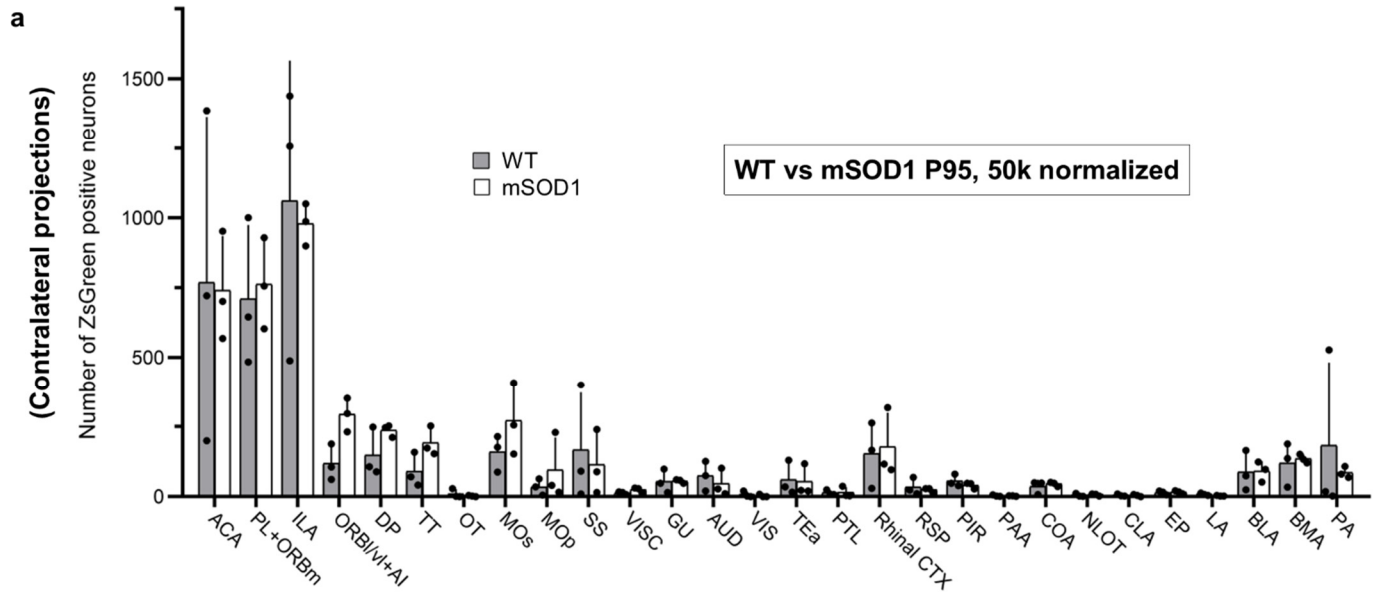 a
(Contralateral projections)
Number of ZsGreen positive neurons
1500
1000
500
0
WT
mSOD1
WT vs mSOD1 P95, 50k normalized
ACA
PL+ORBm
ILA
ORBl/vl+AI
DP
TT
OT
MOs
MOp
SS
VISC
GU
AUD
VIS
TEa
PTL
Rhinal CTX
RSP
PIR
PAA
COA
NLOT
CLA
EP
LA
BLA
BMA
PA